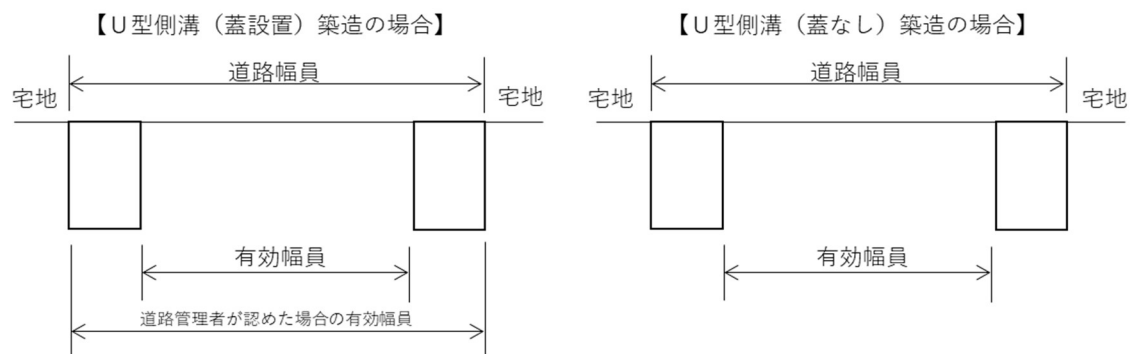 【U型側溝（蓋設置）築造の場合】
道路幅員
宅地
宅地
有効幅員
道路管理者が認めた場合の有効幅員
【U型側溝（蓋なし）築造の場合】
道路幅員
宅地
宅地
有効幅員